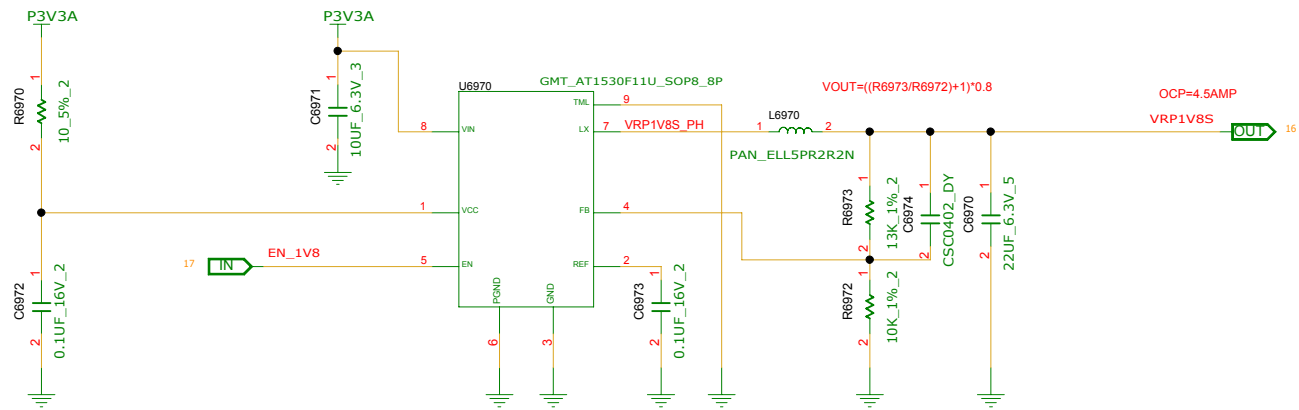 P3V3A
P3V3A
1
R6970
10_5%_2
2
1
C6971
10UF_6.3V_3
2
U6970
GMT_AT1530F11U_SOP8_8P
VOUT=((R6973/R6972)+1)*0.8
OCP=4.5AMP
TML
9
8
VIN
LX
7
VRP1V8S_PH
1
L6970
2
PAN_ELL5PR2R2N
VRP1V8S
OUT
16
1
VCC
FB
4
1
R6973
13K_1%_2
2
1
C6974
CSC0402_DY
2
1
C6970
22UF_6.3V_5
2
17
IN
EN_1V8
5
EN
REF
2
1
C6972
0.1UF_16V_2
2
PGND
GND
6
3
1
C6973
0.1UF_16V_2
2
1
R6972
10K_1%_2
2